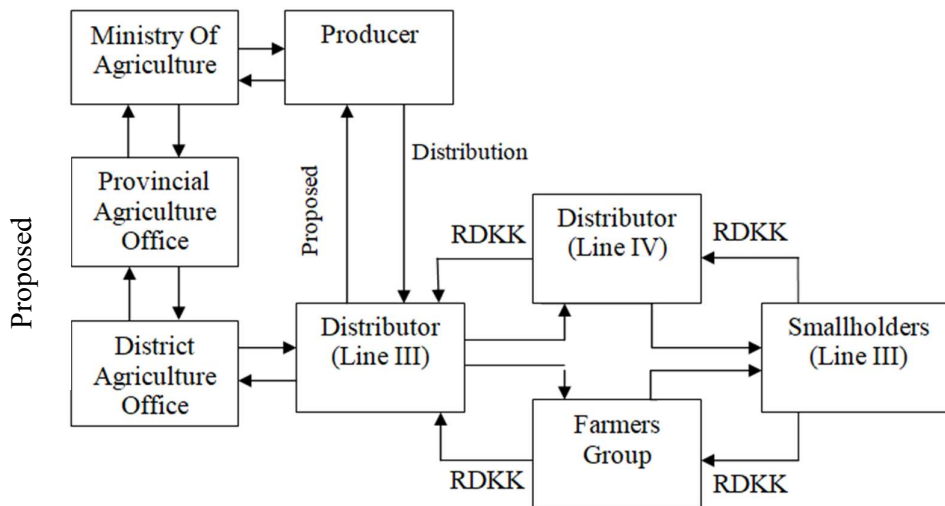 Ministry Of
Agriculture
Producer
Proposed
Distribution
Provincial
Agriculture
Office
Proposed
RDKK
Distributor
(Line IV)
RDKK
District
Agriculture
Office
Distributor
(Line III)
Smallholders
(Line III)
Farmers
Group
RDKK
RDKK